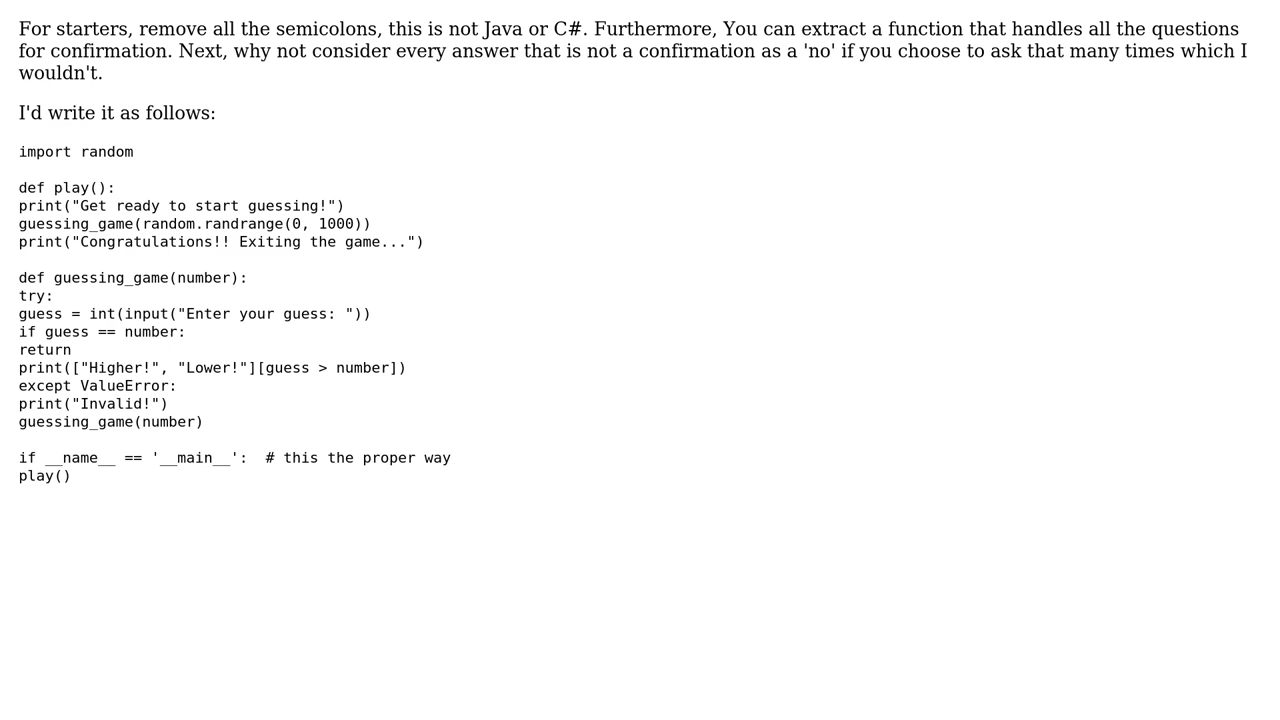 For starters, remove all the semicolons, this is not Java or C#. Furthermore, You can extract a function that handles all the questions
for confirmation. Next, why not consider every answer that is not a confirmation as a 'no' if you choose to ask that many times which I
wouldn't.
I'd write it as follows:
import random
def play():
print("Get ready to start guessing!")
guessing_game(random.randrange(0, 1000))
print("Congratulations!! Exiting the game...")
def guessing_game(number):
try:
guess = int(input("Enter your guess: "))
if guess == number:
return
print(["Higher!", "Lower!"][guess > number])
except ValueError:
print("Invalid!")
guessing_game(number)
if __name__ == '__main__':  # this the proper way
play()